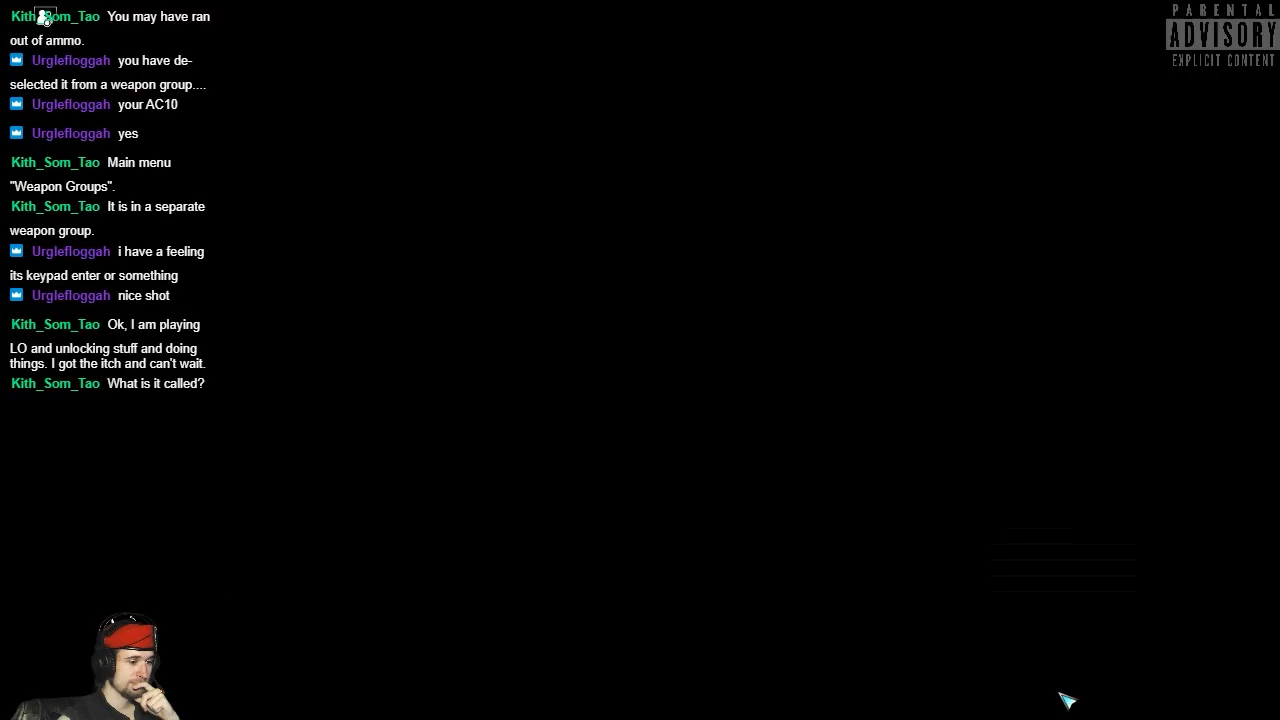 Kith_Som_Tao You may have ran
out of ammo.
Urglefloggah you have de-
selected it from a weapon group....
Urglefloggah your AC10
Urglefloggah yes
Kith_Som_Tao Main menu
"Weapon Groups".
Kith_Som_Tao It is in a separate
weapon group.
Urglefloggah i have a feeling
its keypad enter or something
Urglefloggah nice shot
Kith_Som_Tao Ok, I am playing
LO and unlocking stuff and doing
things. I got the itch and can't wait.
Kith_Som_Tao What is it called?
PARENTAL
ADVISORY
EXPLICIT CONTENT